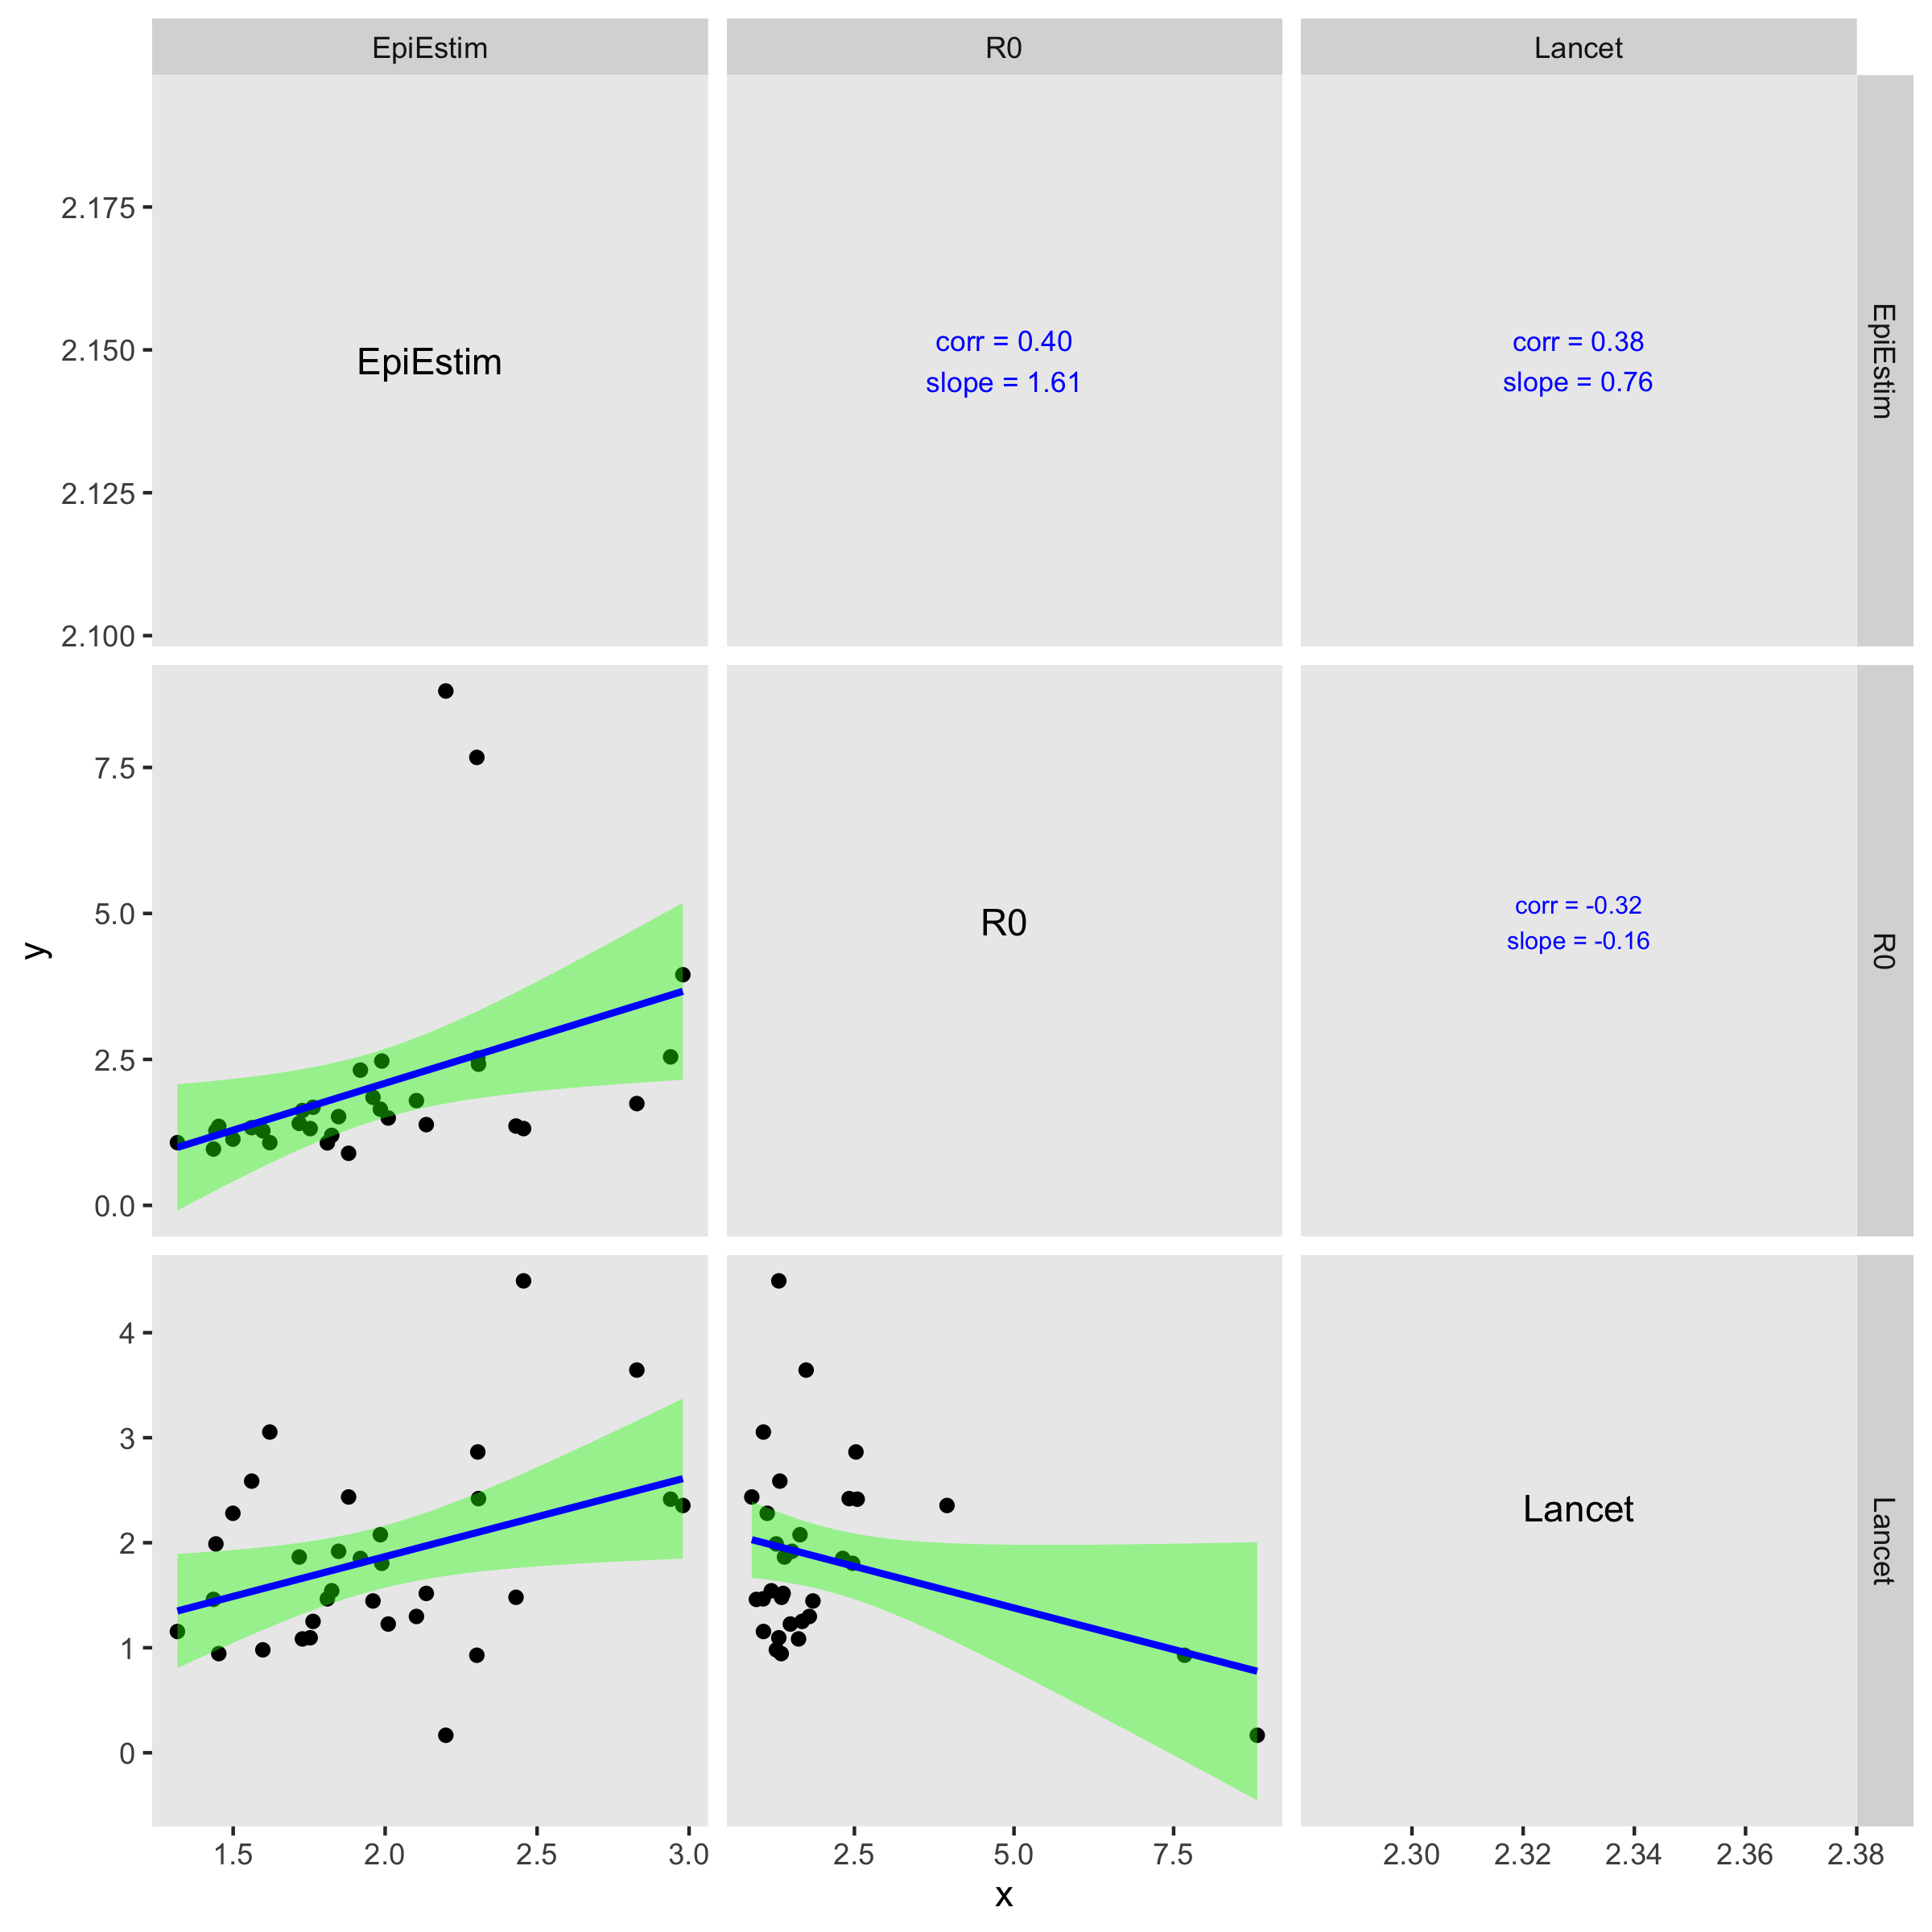 EpiEstim R0 Lancet
2.175
2.150
2.125
2.100
EpiEstim
corr = 0.40
slope = 1.61
corr = 0.38
slope = 0.76
EpiEstim
y
7.5
5.0
2.5
0.0
R0
corr = -0.32
slope = -0.16
R0
4
3
2
1
0
Lancet
Lancet
1.5 2.0 2.5 3.0 2.5 5.0 7.5 2.30 2.32 2.34 2.36 2.38
x